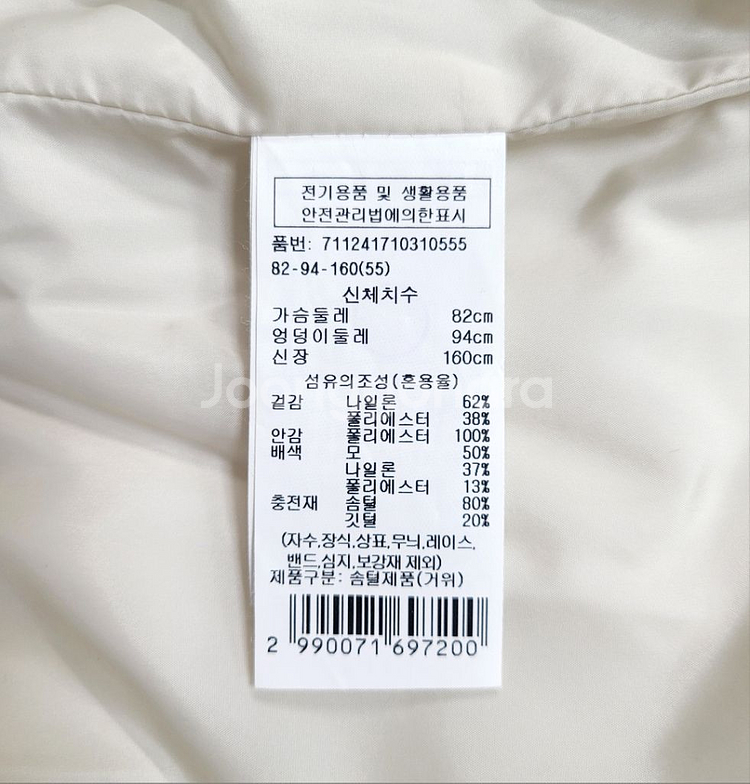 전기용품 및 생활용품
안전관리법에의한표시
품번: 711241710310555
82-94-160(55)
신체치수
가슴둘레 82cm
엉덩이둘레 94cm
신장 160cm
섬유의조성(혼용율)
겉감 나일론 62%
폴리에스터 38%
안감 폴리에스터 100%
배색 모 50%
나일론 37%
폴리에스터 13%
충전재 솜털 80%
깃털 20%
(자수,장식,상표,무늬,레이스,
밴드,심지,보강재 제외)
제품구분: 솜털제품(거위)
2 990071 697200